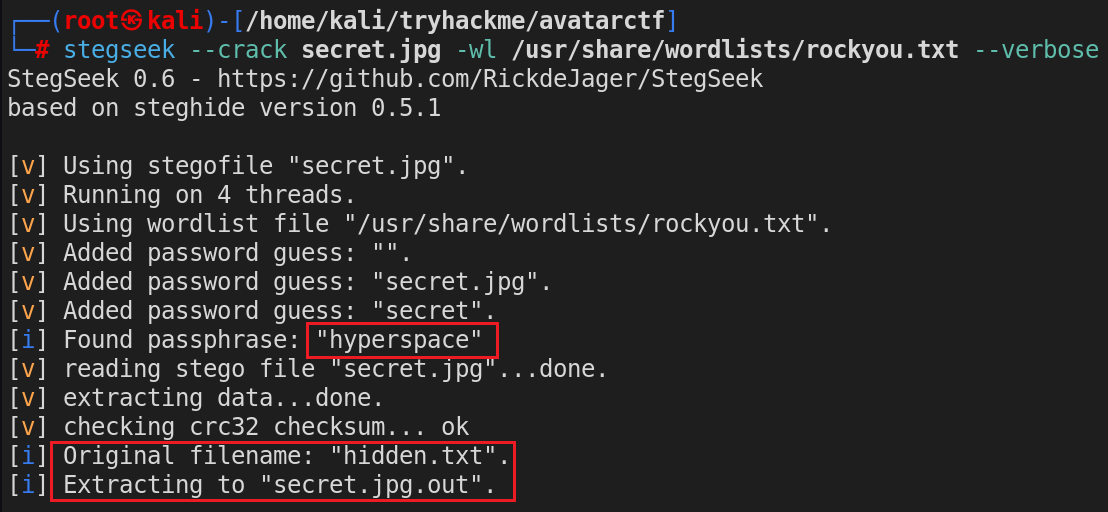 ┌──(root㉿kali)-[/home/kali/tryhackme/avatarctf]
└─# stegseek --crack secret.jpg -wl /usr/share/wordlists/rockyou.txt --verbose
StegSeek 0.6 - https://github.com/RickdeJager/StegSeek
based on steghide version 0.5.1

[v] Using stegofile "secret.jpg".
[v] Running on 4 threads.
[v] Using wordlist file "/usr/share/wordlists/rockyou.txt".
[v] Added password guess: "".
[v] Added password guess: "secret.jpg".
[v] Added password guess: "secret".
[i] Found passphrase: "hyperspace"
[v] reading stego file "secret.jpg"...done.
[v] extracting data...done.
[v] checking crc32 checksum... ok
[i] Original filename: "hidden.txt".
[i] Extracting to "secret.jpg.out".